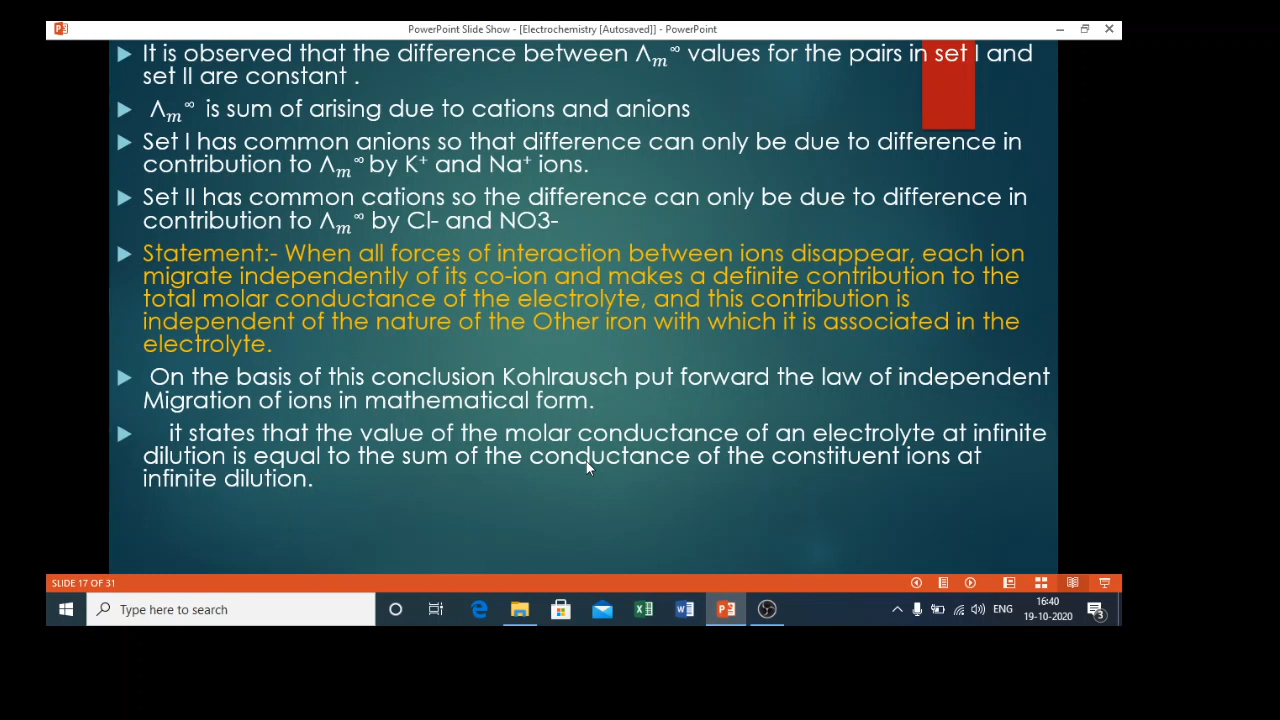 PowerPoint Slide Show - [Electrochemistry [Autosaved]] - PowerPoint
It is observed that the difference between Λₘ∞ values for the pairs in set I and
set II are constant .
Λₘ∞ is sum of arising due to cations and anions
Set I has common anions so that difference can only be due to difference in
contribution to Λₘ∞ by K⁺ and Na⁺ ions.
Set II has common cations so the difference can only be due to difference in
contribution to Λₘ∞ by Cl- and NO3-
Statement:- When all forces of interaction between ions disappear, each ion
migrate independently of its co-ion and makes a definite contribution to the
total molar conductance of the electrolyte, and this contribution is
independent of the nature of the Other iron with which it is associated in the
electrolyte.
On the basis of this conclusion Kohlrausch put forward the law of independent
Migration of ions in mathematical form.
it states that the value of the molar conductance of an electrolyte at infinite
dilution is equal to the sum of the conductance of the constituent ions at
infinite dilution.
SLIDE 17 OF 31
Type here to search
ENG
16:40
19-10-2020
3